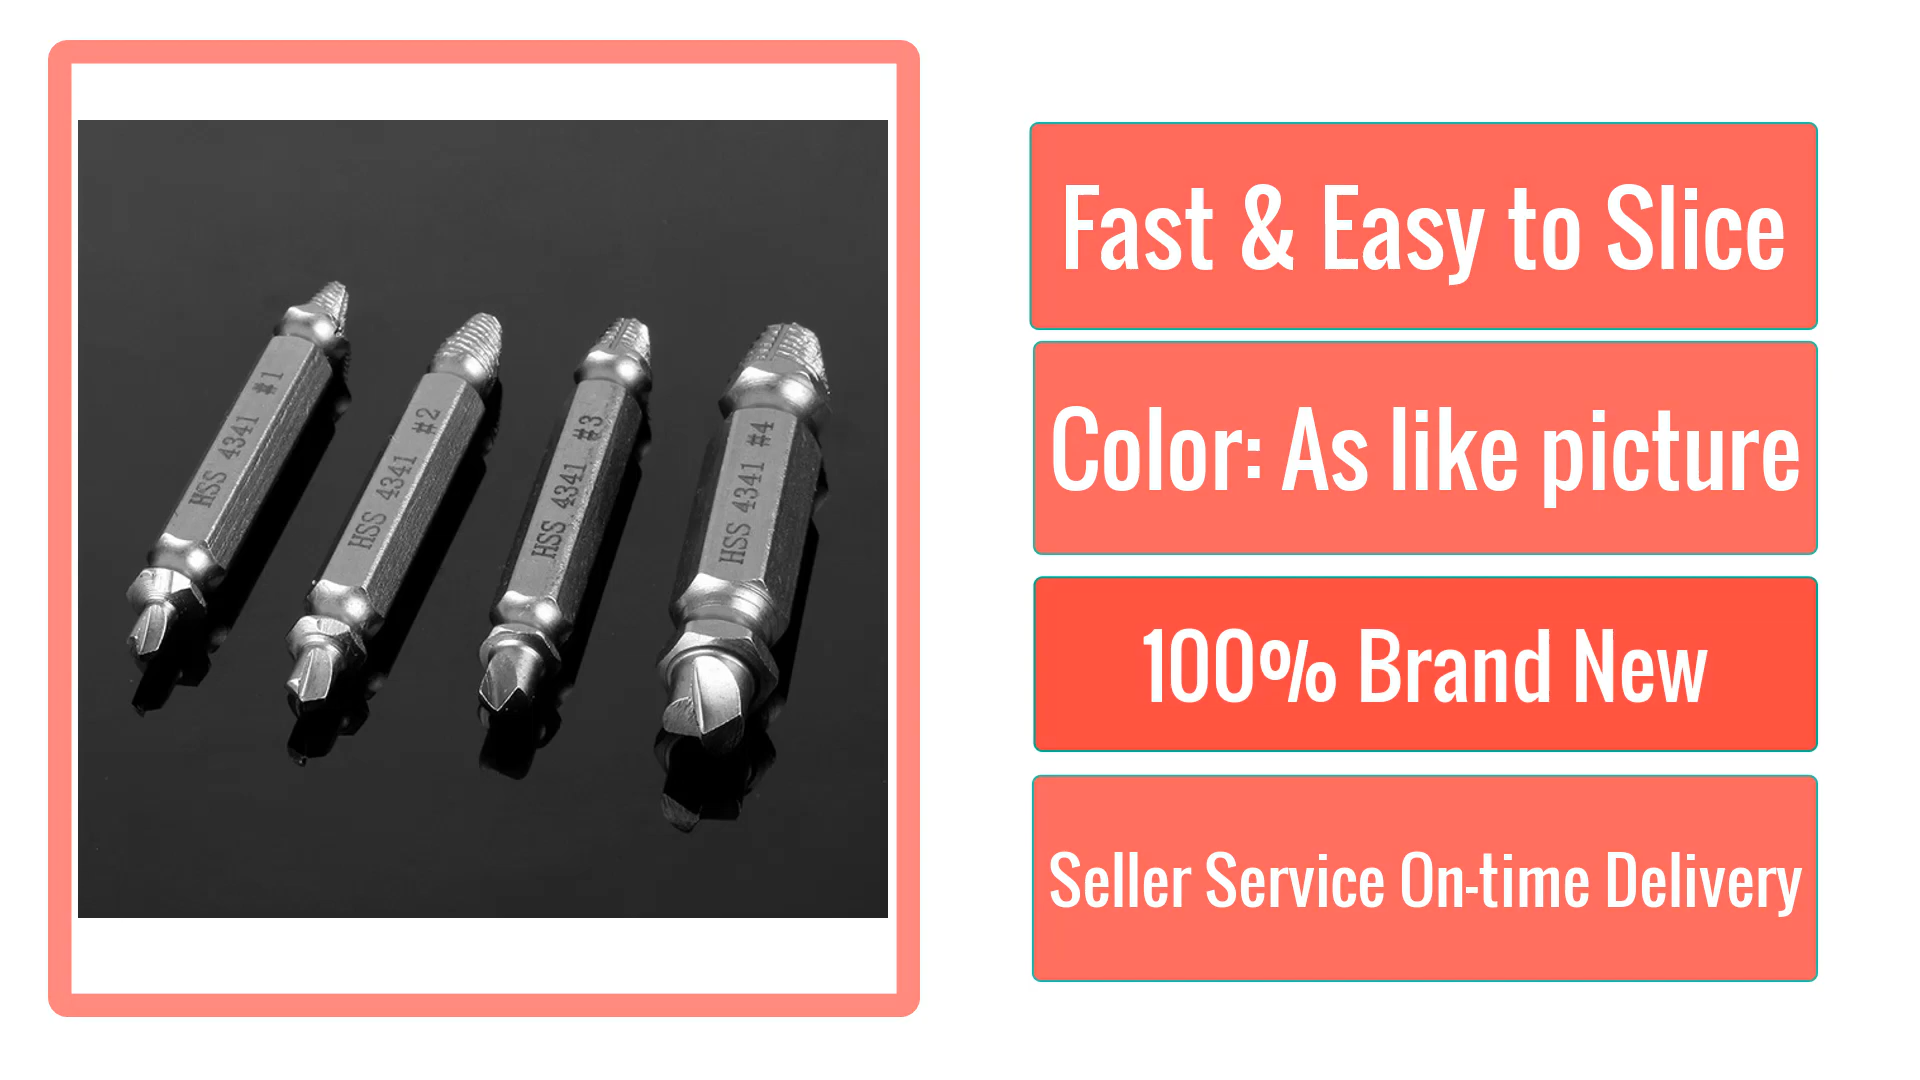 HSS 4341 #1
HSS 4341 #2
HSS 4341 #3
HSS 4341 #4
Fast & Easy to Slice
Color: As like picture
100% Brand New
Seller Service On-time Delivery